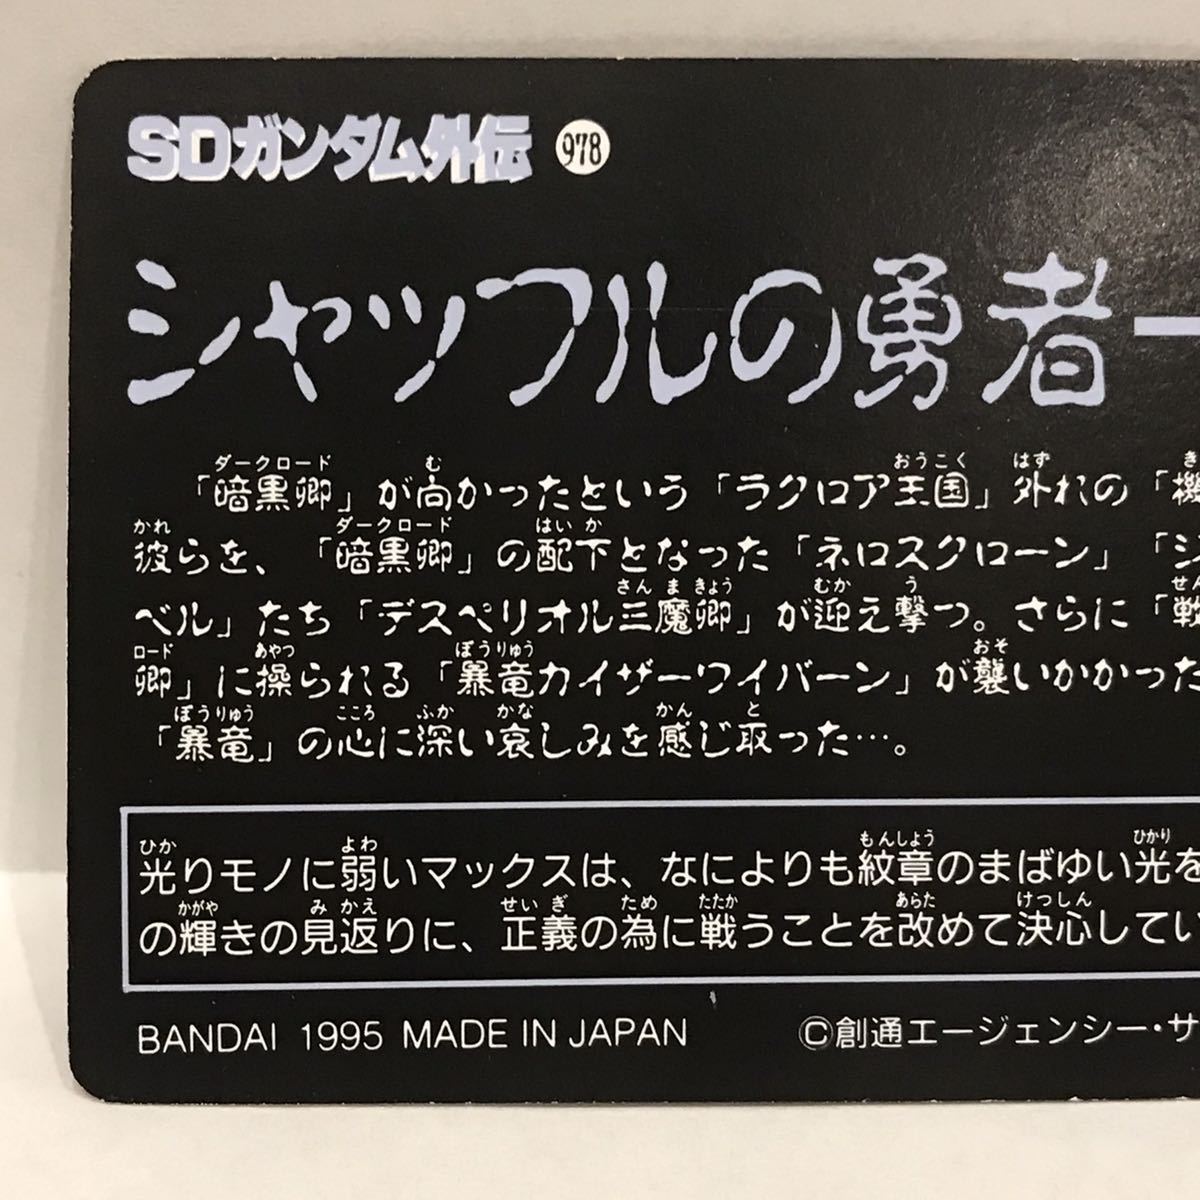 SDガンダム外伝 978
シャッフルの勇者ー
「暗黒卿」が向かったという「ラクロア王国」外れの「機
彼らを、「暗黒卿」の配下となった「ネロスクローン」「ジ
ベル」たち「デスペリオル三魔卿」が迎え撃つ。さらに「戦
卿」に操られる「暴竜カイザーワイバーン」が襲いかかった
「暴竜」の心に深い哀しみを感じ取った…。
光りモノに弱いマックスは、なによりも紋章のまばゆい光を
の輝きの見返りに、正義の為に戦うことを改めて決心してい
BANDAI 1995 MADE IN JAPAN ©創通エージェンシー・サ